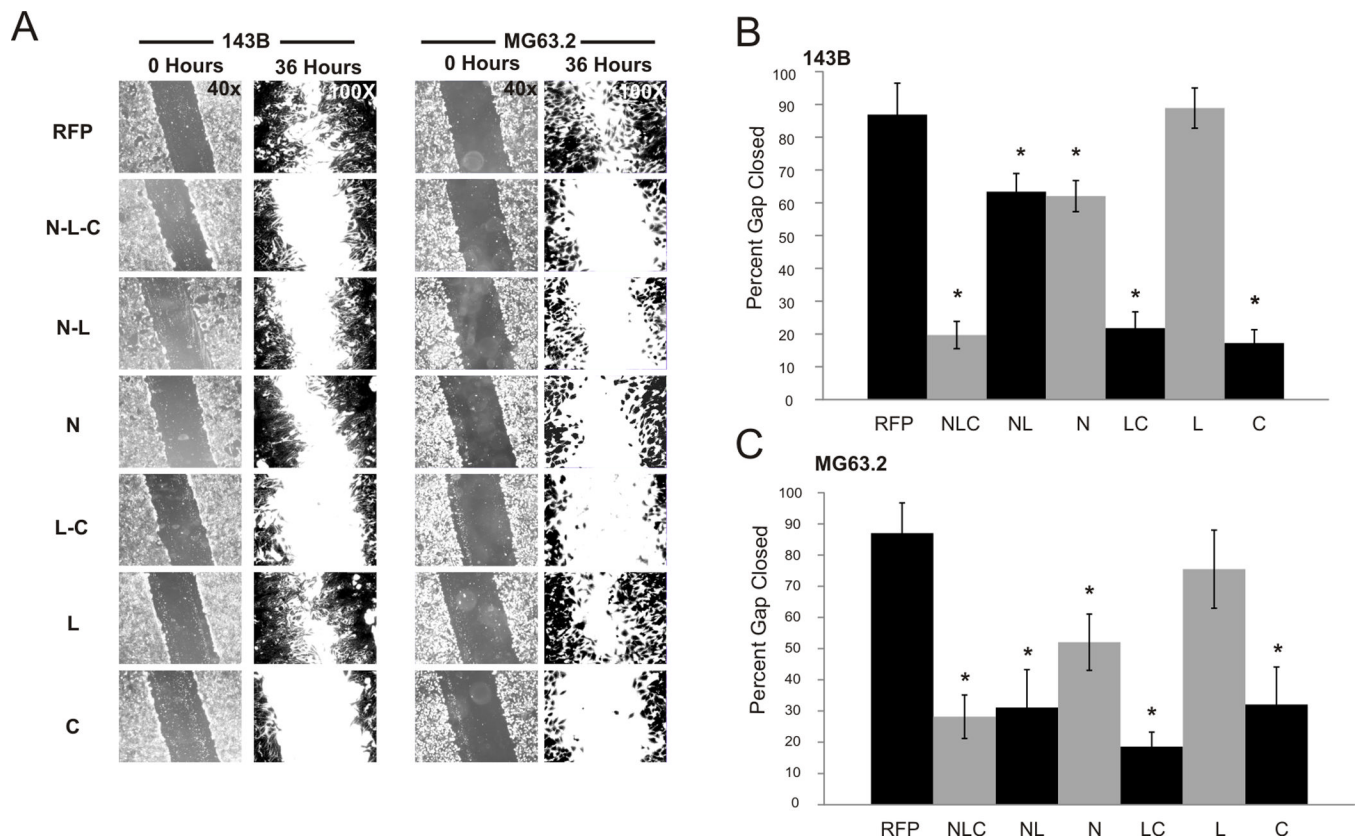 A
143B
MG63.2
0 Hours
36 Hours
0 Hours
36 Hours
40x
100X
40x
100X
RFP
N-L-C
N-L
N
L-C
L
C
B
143B
Percent Gap Closed
100
90
80
70
60
50
40
30
20
10
0
*
*
*
*
*
RFP NLC NL N LC L C
C
MG63.2
Percent Gap Closed
100
90
80
70
60
50
40
30
20
10
0
*
*
*
*
*
RFP NLC NL N LC L C